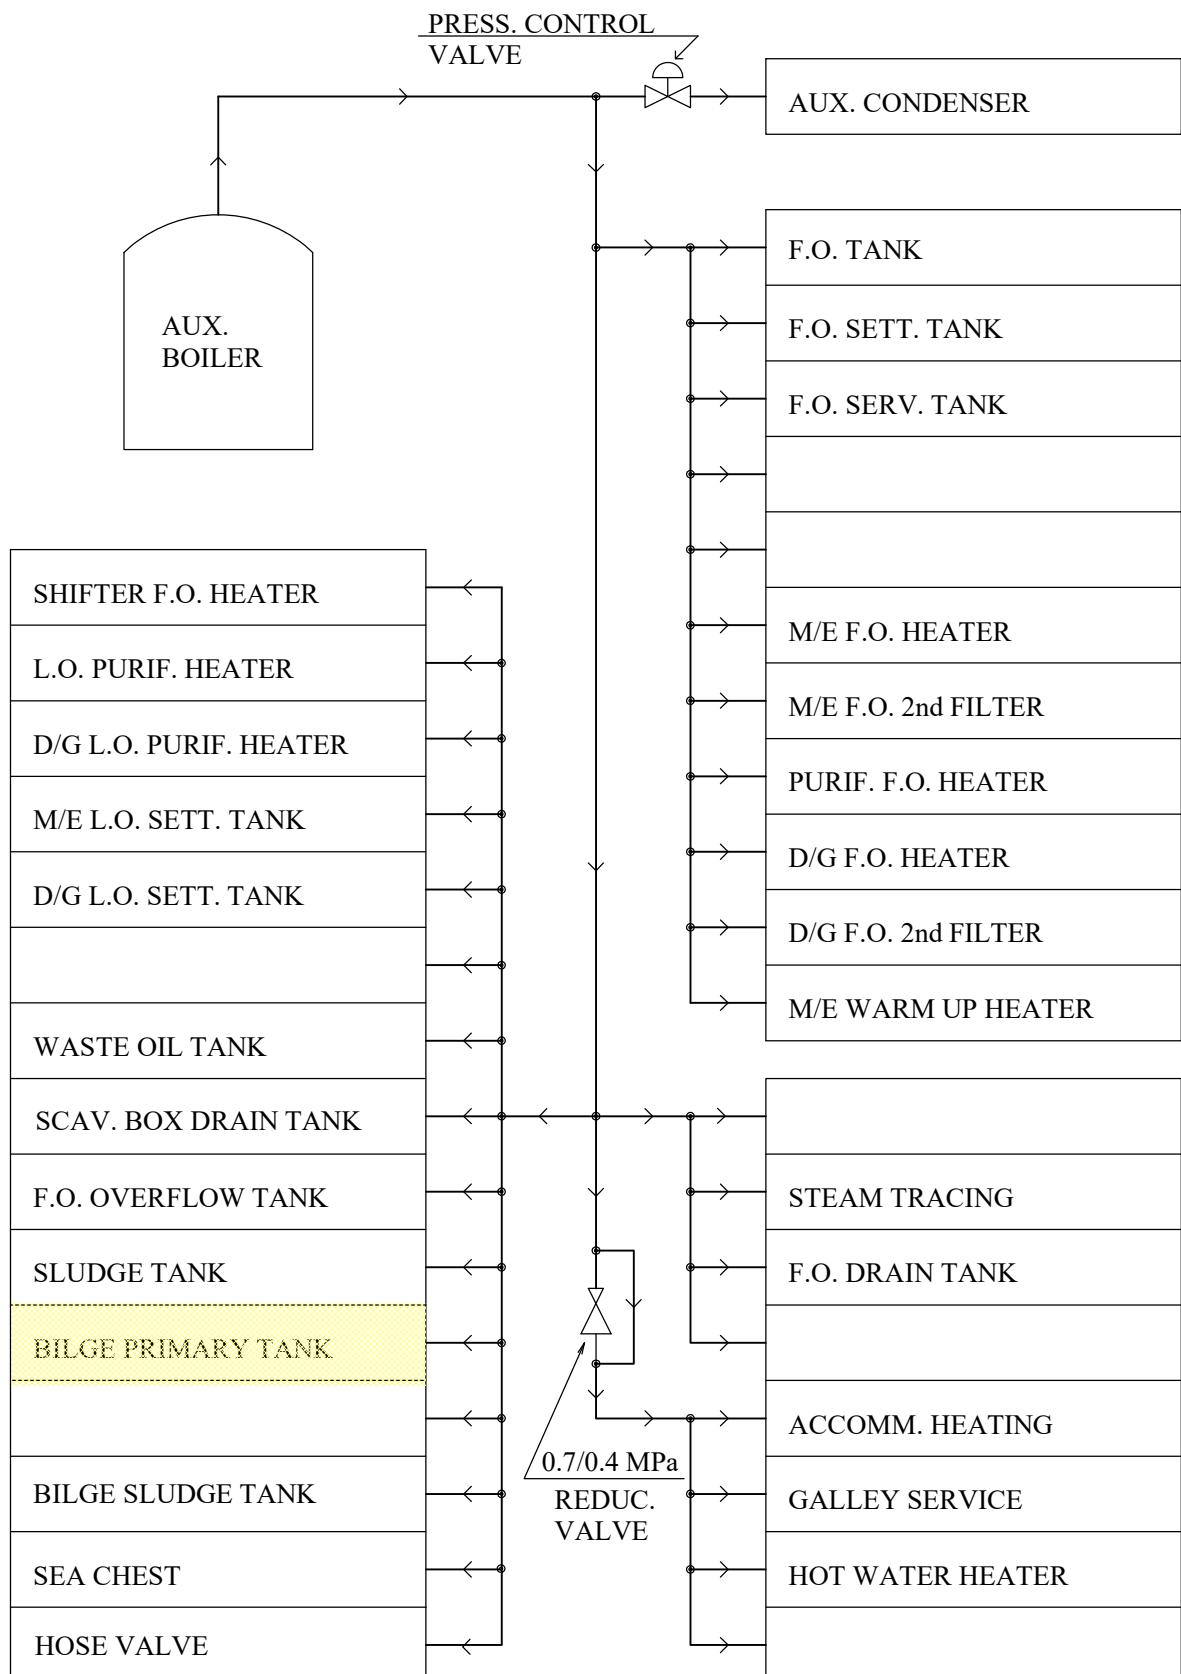 PRESS. CONTROL
VALVE
AUX. CONDENSER
AUX.
BOILER
F.O. TANK
F.O. SETT. TANK
F.O. SERV. TANK
M/E F.O. HEATER
M/E F.O. 2nd FILTER
PURIF. F.O. HEATER
D/G F.O. HEATER
D/G F.O. 2nd FILTER
M/E WARM UP HEATER
SHIFTER F.O. HEATER
L.O. PURIF. HEATER
D/G L.O. PURIF. HEATER
M/E L.O. SETT. TANK
D/G L.O. SETT. TANK
WASTE OIL TANK
SCAV. BOX DRAIN TANK
F.O. OVERFLOW TANK
SLUDGE TANK
BILGE PRIMARY TANK
BILGE SLUDGE TANK
SEA CHEST
HOSE VALVE
0.7/0.4 MPa
REDUC.
VALVE
STEAM TRACING
F.O. DRAIN TANK
ACCOMM. HEATING
GALLEY SERVICE
HOT WATER HEATER